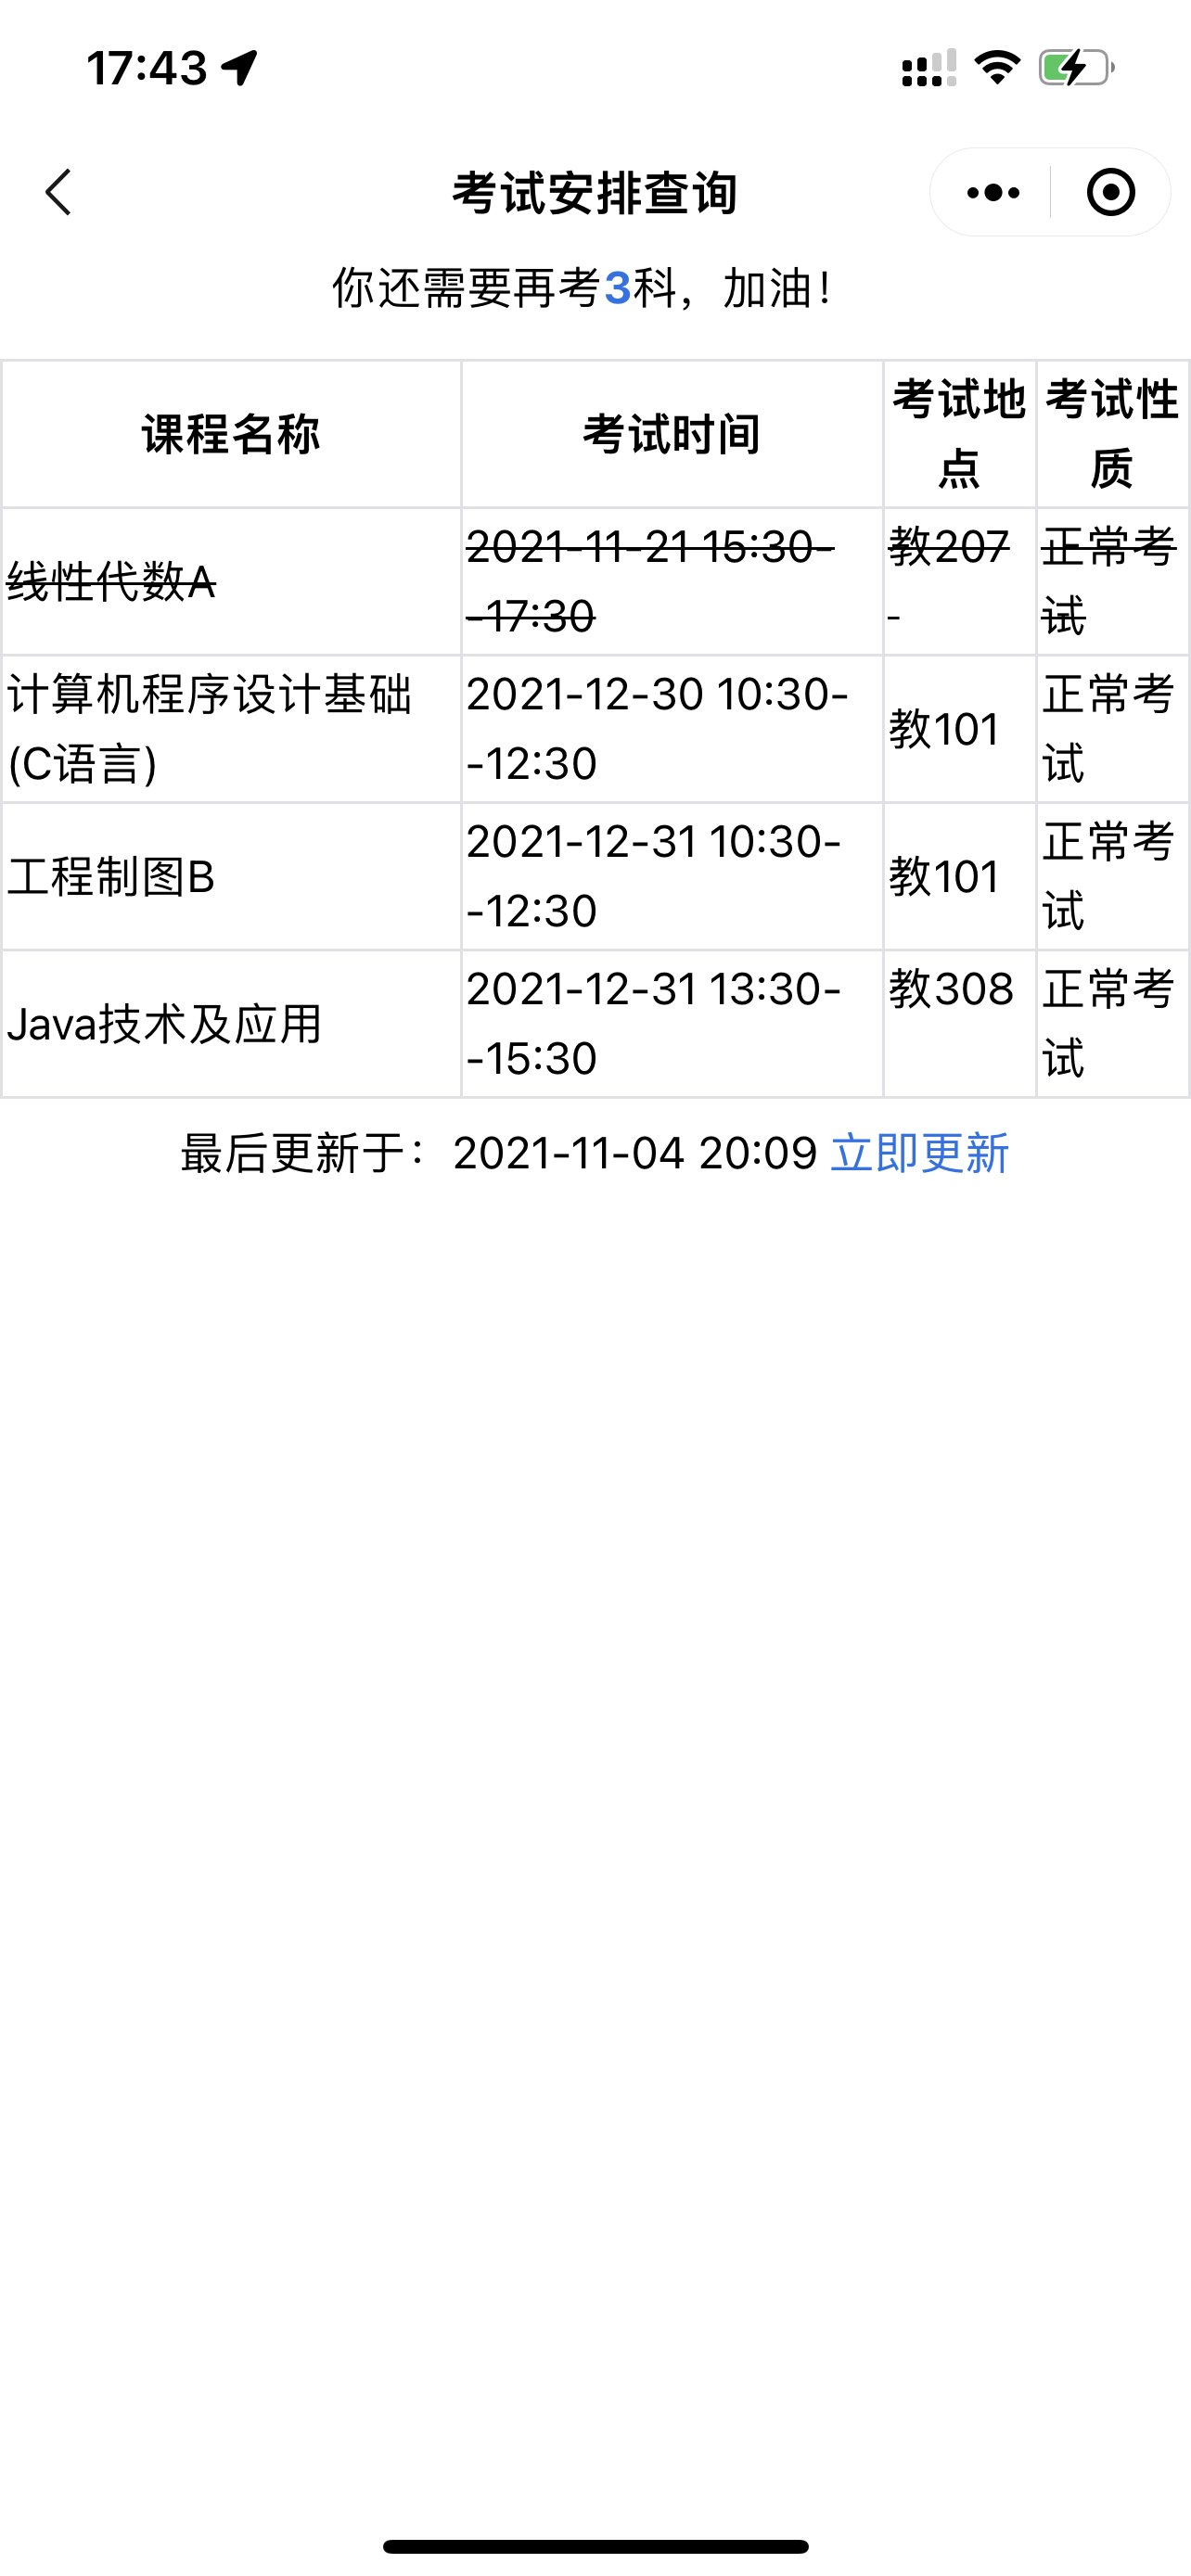 17:43
考试安排查询
你还需要再考3科，加油！
课程名称
考试时间
考试地
点
考试性
质
线性代数A
2021-11-21 15:30-
-17:30
教207
正常考
试
计算机程序设计基础
(C语言)
2021-12-30 10:30-
-12:30
教101
正常考
试
工程制图B
2021-12-31 10:30-
-12:30
教101
正常考
试
Java技术及应用
2021-12-31 13:30-
-15:30
教308
正常考
试
最后更新于：2021-11-04 20:09 立即更新